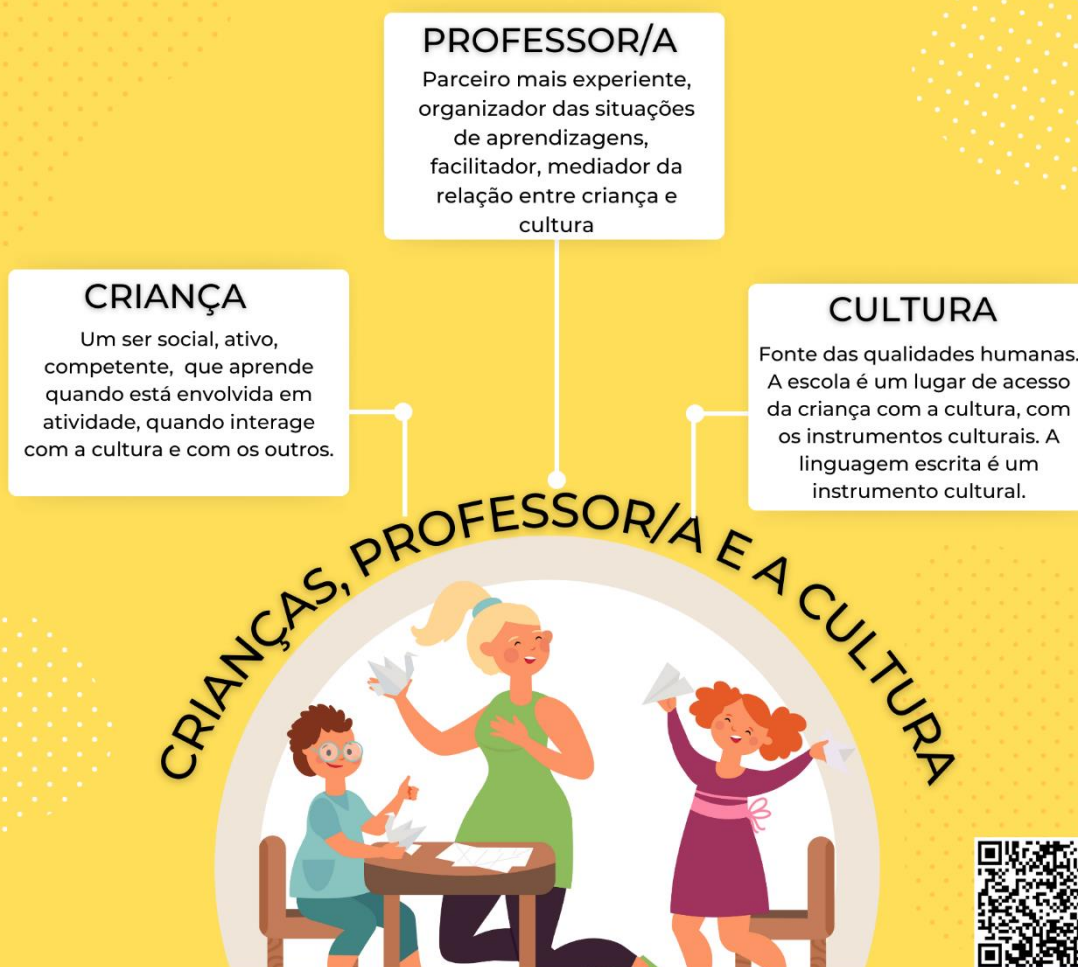 PROFESSOR/A
Parceiro mais experiente,
organizador das situações
de aprendizagens,
facilitador, mediador da
relação entre criança e
cultura
CRIANÇA
Um ser social, ativo,
competente, que aprende
quando está envolvida em
atividade, quando interage
com a cultura e com os outros.
CULTURA
Fonte das qualidades humanas.
A escola é um lugar de acesso
da criança com a cultura, com
os instrumentos culturais. A
linguagem escrita é um
instrumento cultural.
CRIANÇAS, PROFESSOR/A E A CULTURA